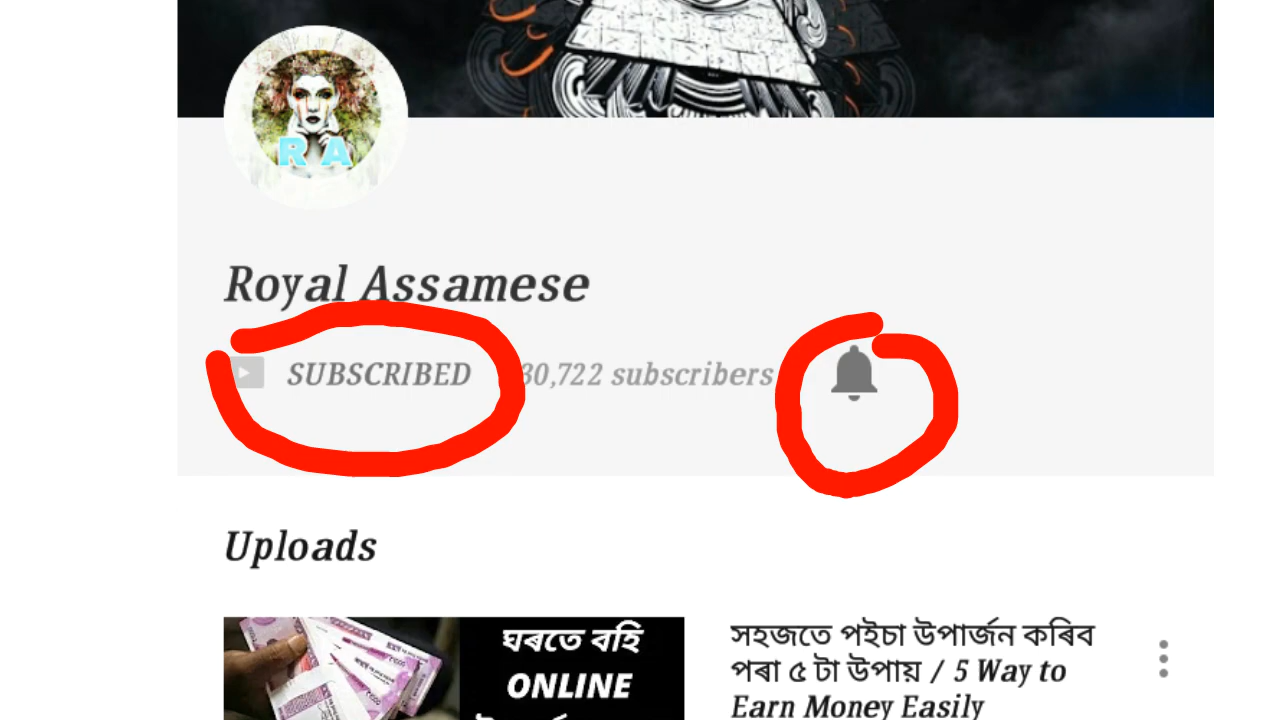 R A
Royal Assamese
SUBSCRIBED 30,722 subscribers
Uploads
ঘৰতে বহি
ONLINE
সহজতে পইচা উপাৰ্জন কৰিব
পৰা ৫ টা উপায় / 5 Way to
Earn Money Easily